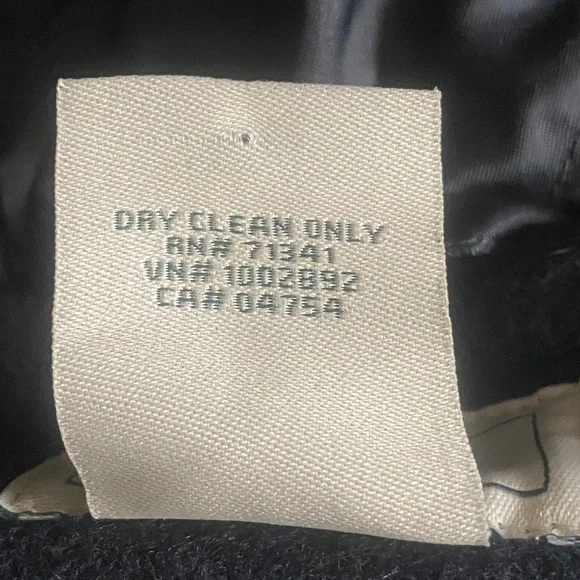 DRY CLEAN ONLY
RN# 71341
VN# 1002892
CA# 04754